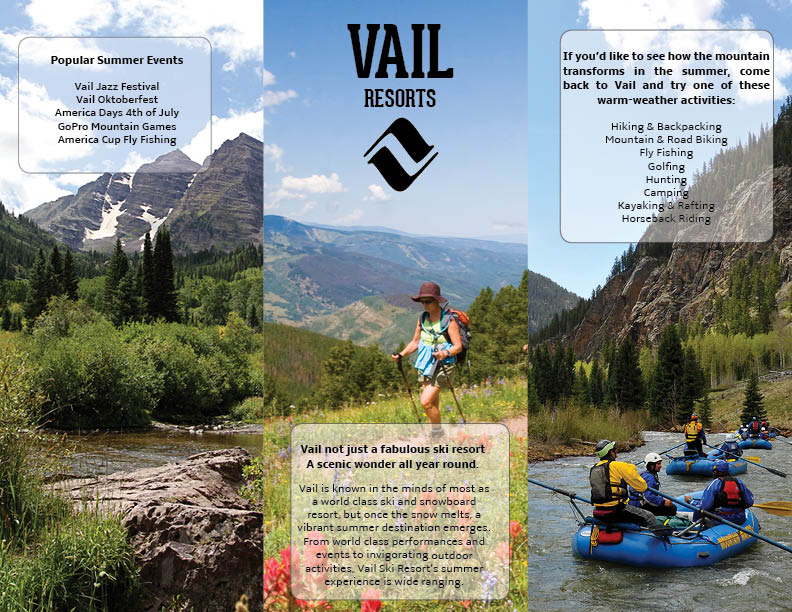 Popular Summer Events
Vail Jazz Festival
Vail Oktoberfest
America Days 4th of July
GoPro Mountain Games
America Cup Fly Fishing
VAIL
RESORTS
Vail not just a fabulous ski resort
A scenic wonder all year round.
Vail is known in the minds of most as
a world class ski and snowboard
resort, but once the snow melts, a
vibrant summer destination emerges.
From world class performances and
events to invigorating outdoor
activities, Vail Ski Resort's summer
experience is wide ranging.
If you'd like to see how the mountain
transforms in the summer, come
back to Vail and try one of these
warm-weather activities:
Hiking & Backpacking
Mountain & Road Biking
Fly Fishing
Golfing
Hunting
Camping
Kayaking & Rafting
Horseback Riding